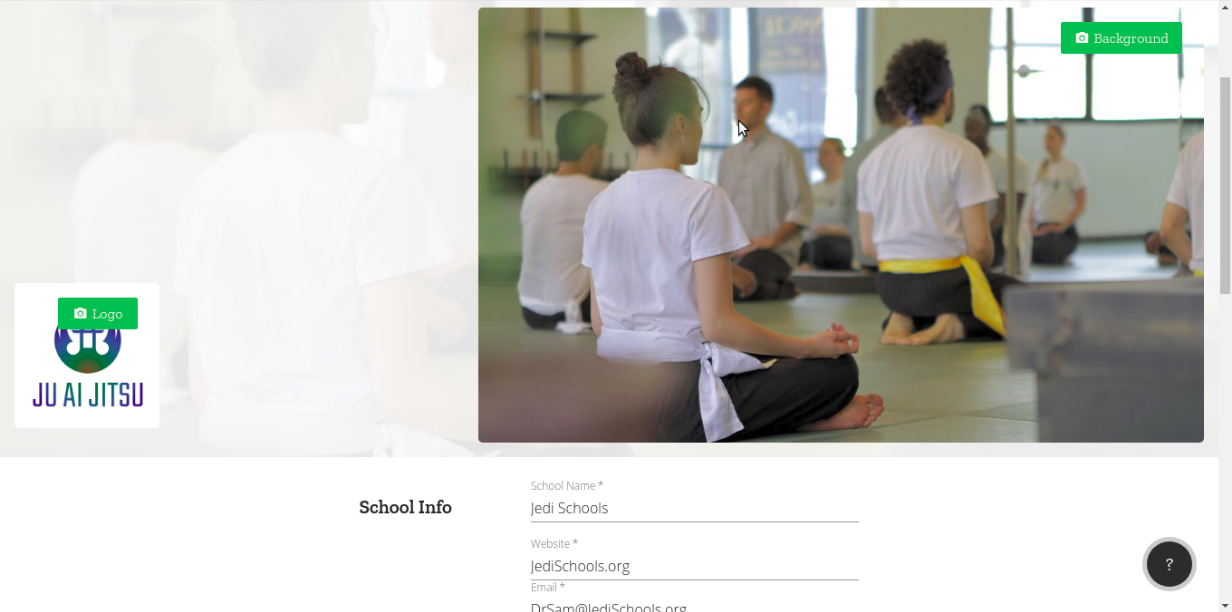 Background
Logo
JU AI JITSU
School Info
School Name *
Jedi Schools
Website *
JediSchools.org
Email *
DrSam@JediSchools.org
?